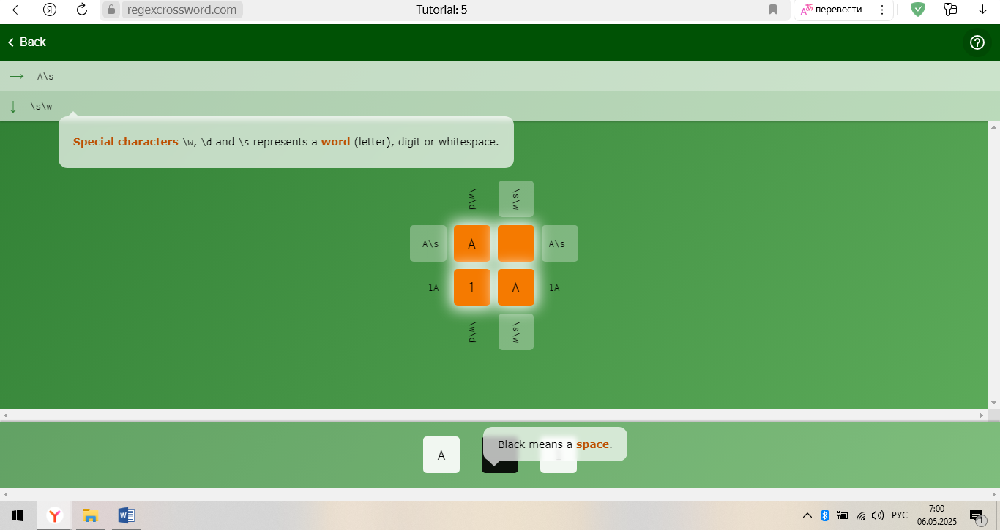 regexcrossword.com Tutorial: 5 перевести
Back
A\s
\s\w
Special characters \w, \d and \s represents a word (letter), digit or whitespace.
\w\d \s\w
A\s A A\s
1A 1 A 1A
\w\d \s\w
Black means a space.
A
7:00
РУС
06.05.2025
1